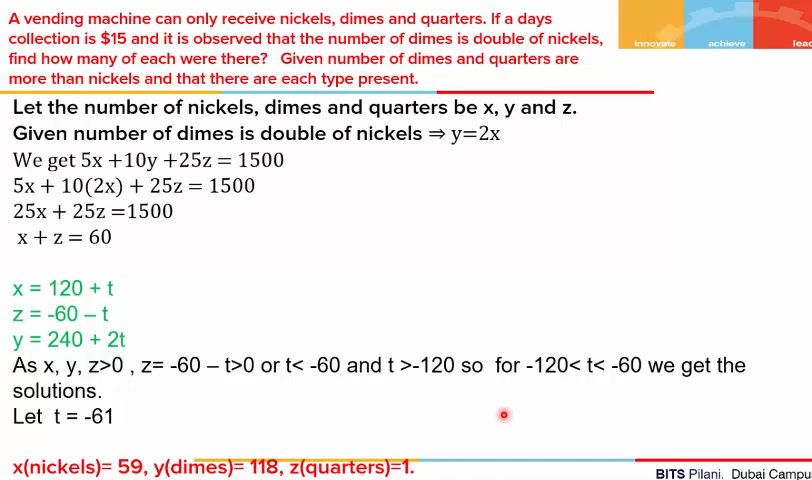 A vending machine can only receive nickels, dimes and quarters. If a days
collection is $15 and it is observed that the number of dimes is double of nickels,
find how many of each were there? Given number of dimes and quarters are
more than nickels and that there are each type present.
innovate achieve lead
Let the number of nickels, dimes and quarters be x, y and z.
Given number of dimes is double of nickels ⇒ y=2x
We get 5x +10y +25z = 1500
5x + 10(2x) + 25z = 1500
25x + 25z =1500
x + z = 60
x = 120 + t
z = -60 – t
y = 240 + 2t
As x, y, z>0 , z= -60 – t>0 or t< -60 and t >-120 so for -120< t< -60 we get the
solutions.
Let t = -61
x(nickels)= 59, y(dimes)= 118, z(quarters)=1.
BITS Pilani, Dubai Campu